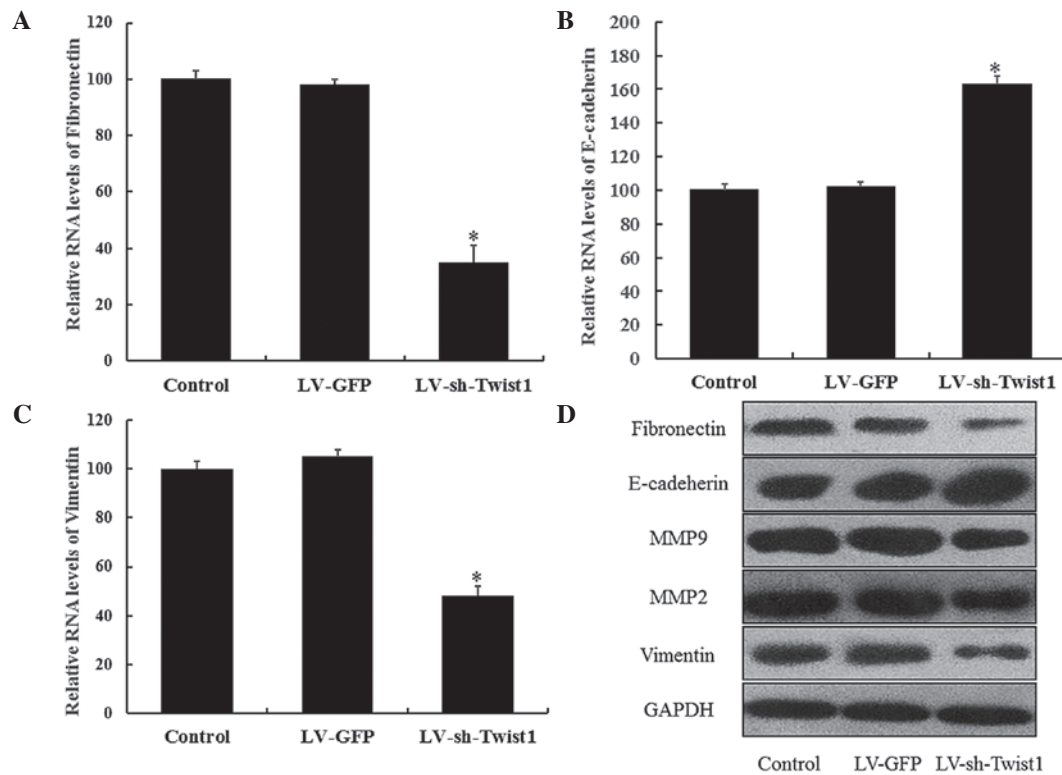 A
Relative RNA levels of Fibronectin
120
100
80
60
40
20
0
*
Control LV-GFP LV-sh-Twist1
B
Relative RNA levels of E-cadeherin
200
180
160
140
120
100
80
60
40
20
0
*
Control LV-GFP LV-sh-Twist1
C
Relative RNA levels of Vimentin
120
100
80
60
40
20
0
*
Control LV-GFP LV-sh-Twist1
D
Fibronectin
E-cadeherin
MMP9
MMP2
Vimentin
GAPDH
Control LV-GFP LV-sh-Twist1